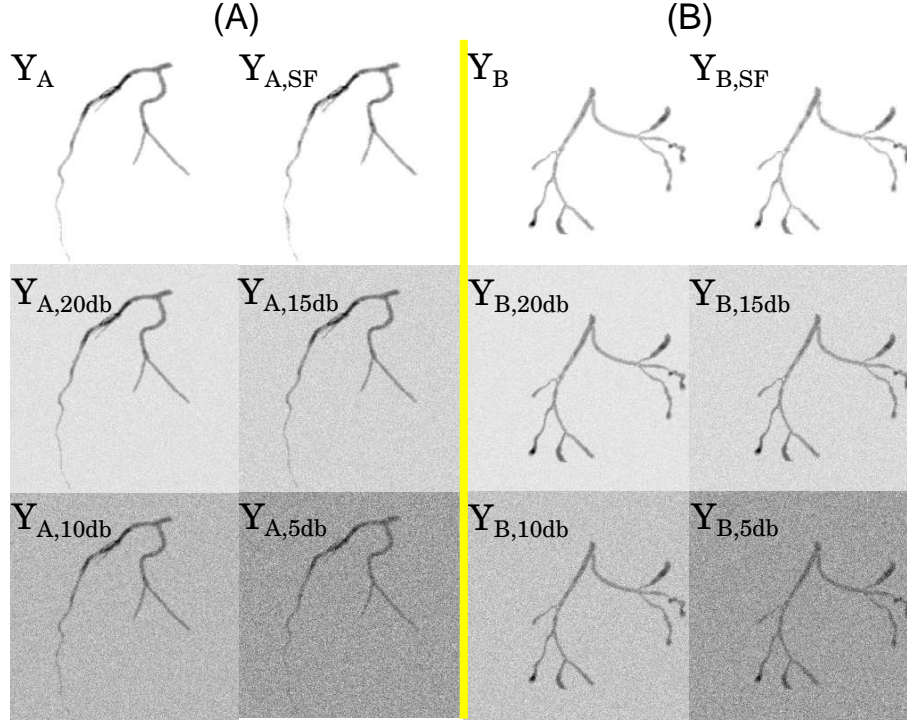 (A) (B)
Y_A Y_A,SF Y_B Y_B,SF
Y_A,20db Y_A,15db Y_B,20db Y_B,15db
Y_A,10db Y_A,5db Y_B,10db Y_B,5db